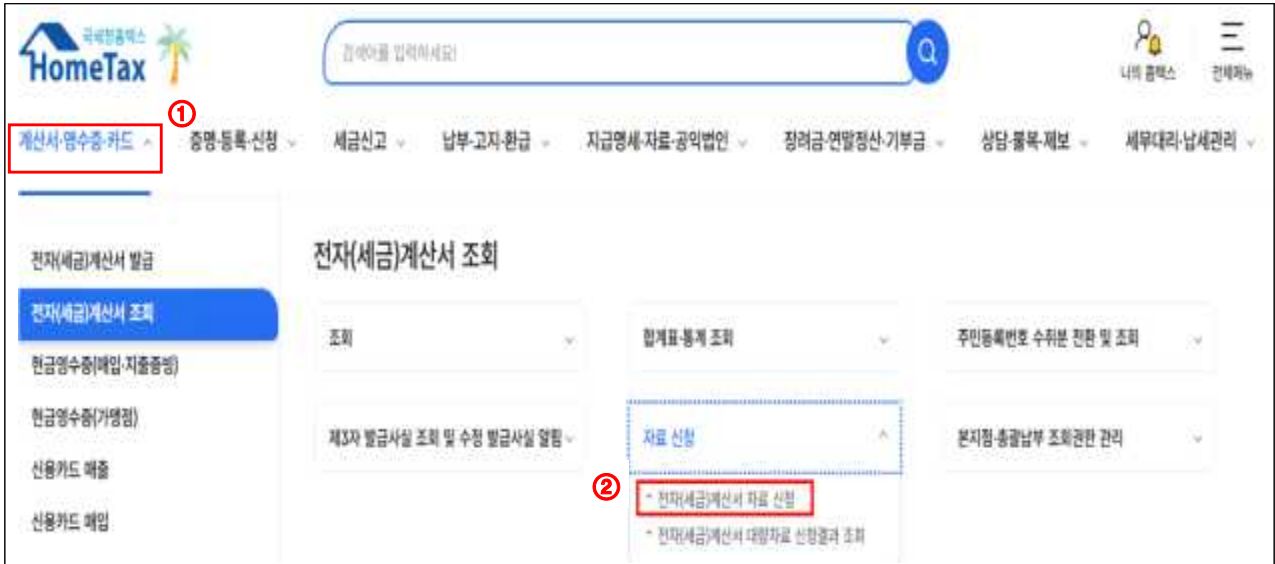 국세청홈택스
HomeTax
검색어를 입력하세요!
나의 홈택스
전체메뉴
①
계산서·영수증·카드
증명·등록·신청
세금신고
납부·고지·환급
지급명세·자료·공익법인
장려금·연말정산·기부금
상담·불복·제보
세무대리·납세관리
전자(세금)계산서 발급
전자(세금)계산서 조회
현금영수증(매입·지출증빙)
현금영수증(가맹점)
신용카드 매출
신용카드 매입
전자(세금)계산서 조회
조회
합계표·통계 조회
주민등록번호 수취분 전환 및 조회
제3자 발급사실 조회 및 수정 발급사실 알림
자료 신청
본지점·총괄납부 조회권한 관리
②
전자(세금)계산서 자료 신청
전자(세금)계산서 대량자료 신청결과 조회